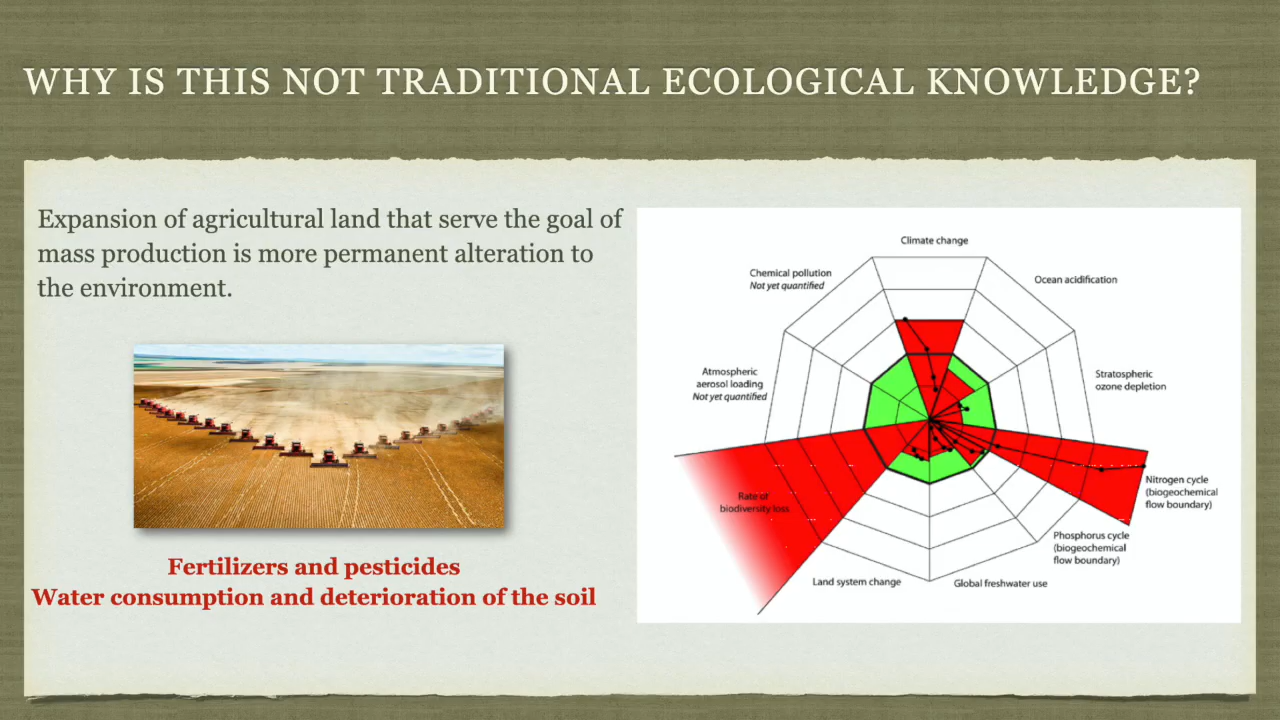 WHY IS THIS NOT TRADITIONAL ECOLOGICAL KNOWLEDGE?
Expansion of agricultural land that serve the goal of
mass production is more permanent alteration to
the environment.
Fertilizers and pesticides
Water consumption and deterioration of the soil
Climate change
Ocean acidification
Stratospheric
ozone depletion
Nitrogen cycle
(biogeochemical
flow boundary)
Phosphorus cycle
(biogeochemical
flow boundary)
Global freshwater use
Land system change
Rate of
biodiversity loss
Atmospheric
aerosol loading
Not yet quantified
Chemical pollution
Not yet quantified